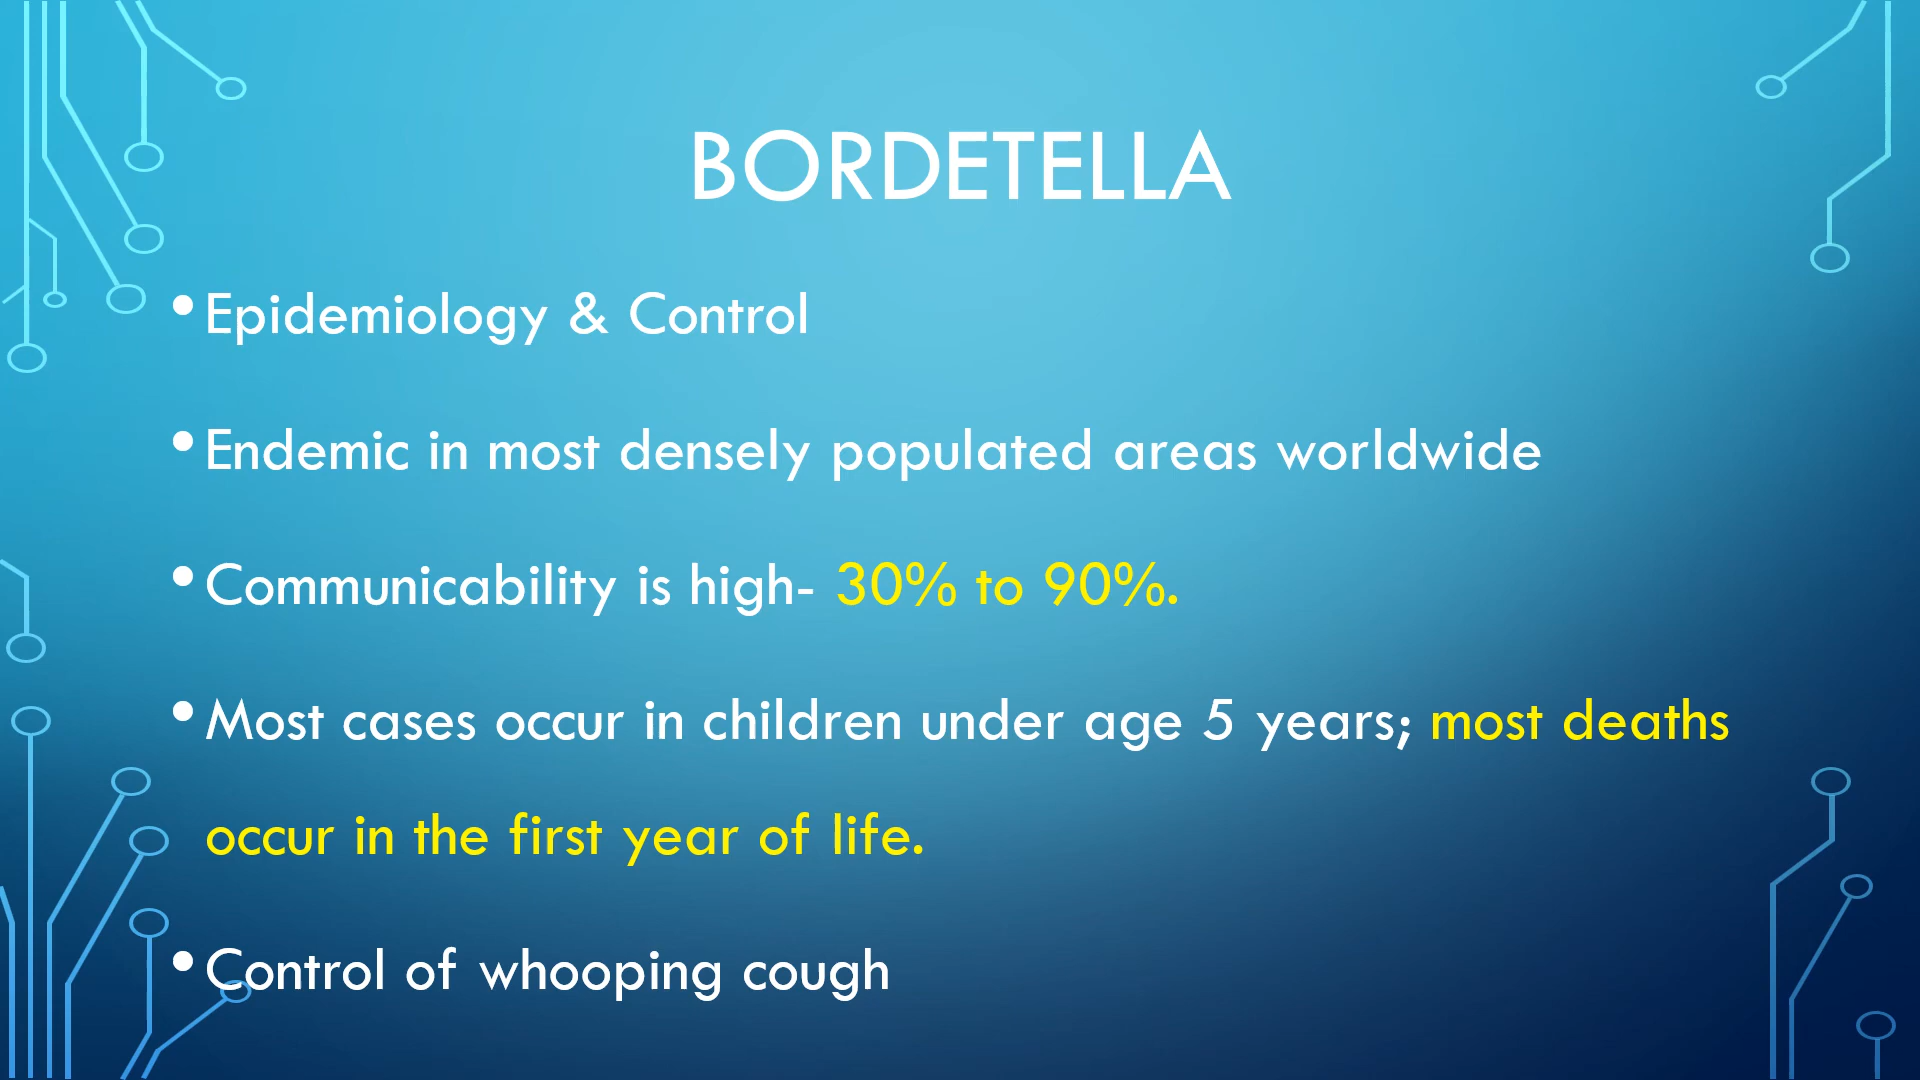 BORDETELLA
• Epidemiology & Control
• Endemic in most densely populated areas worldwide
• Communicability is high- 30% to 90%.
• Most cases occur in children under age 5 years; most deaths
occur in the first year of life.
• Control of whooping cough